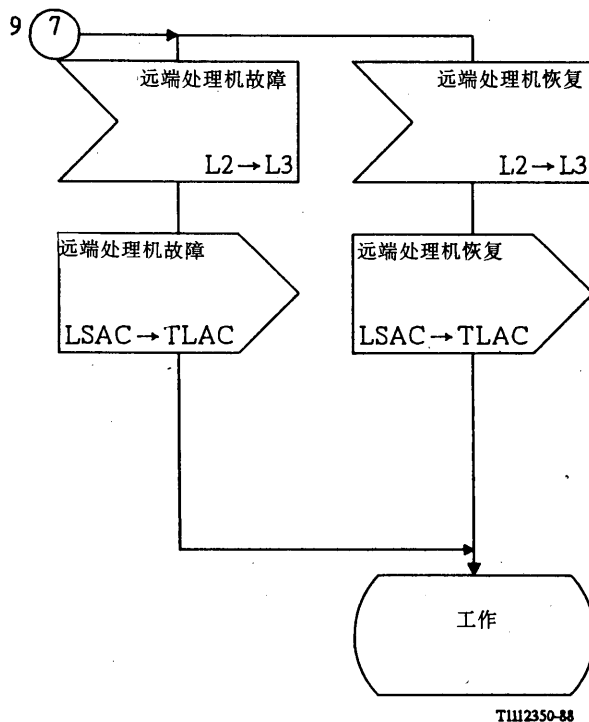 9 7
远端处理机故障
L2→L3
远端处理机恢复
L2→L3
远端处理机故障
LSAC→TLAC
远端处理机恢复
LSAC→TLAC
工作
T1112350-88